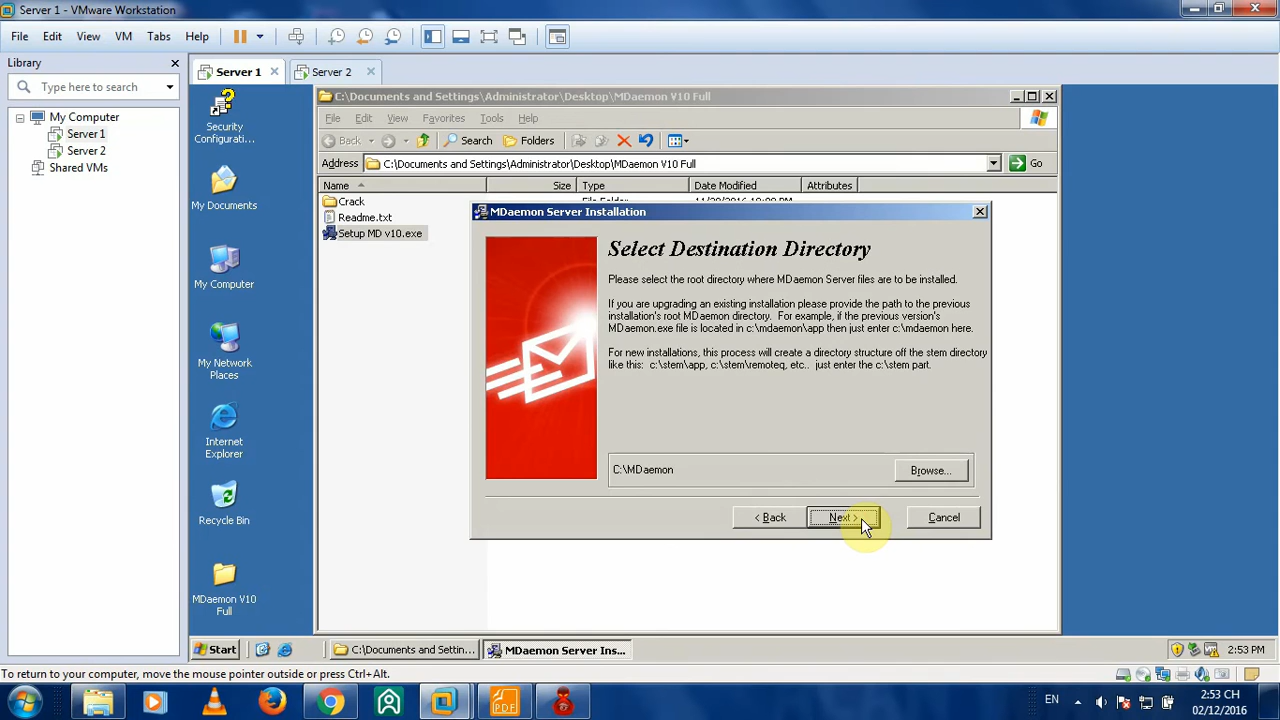 Server 1 - VMware Workstation
File Edit View VM Tabs Help
Library
Type here to search
My Computer
Server 1
Server 2
Shared VMs
Server 1
Server 2
Security
Configurati...
My Documents
My Computer
My Network
Places
Internet
Explorer
Recycle Bin
MDaemon V10
Full
C:\Documents and Settings\Administrator\Desktop\MDaemon V10 Full
File Edit View Favorites Tools Help
Back Search Folders
Address C:\Documents and Settings\Administrator\Desktop\MDaemon V10 Full Go
Name Size Type Date Modified Attributes
Crack
Readme.txt
Setup MD v10.exe
MDaemon Server Installation
Select Destination Directory
Please select the root directory where MDaemon Server files are to be installed.
If you are upgrading an existing installation please provide the path to the previous
installation's root MDaemon directory. For example, if the previous version's
MDaemon.exe file is located in c:\mdaemon\app then just enter c:\mdaemon here.
For new installations, this process will create a directory structure off the stem directory
like this: c:\stem\app, c:\stem\remoteq, etc.. just enter the c:\stem part.
C:\MDaemon
Browse...
< Back Next > Cancel
Start C:\Documents and Settin... MDaemon Server Ins... 2:53 PM
To return to your computer, move the mouse pointer outside or press Ctrl+Alt.
PDF
EN
2:53 CH
02/12/2016